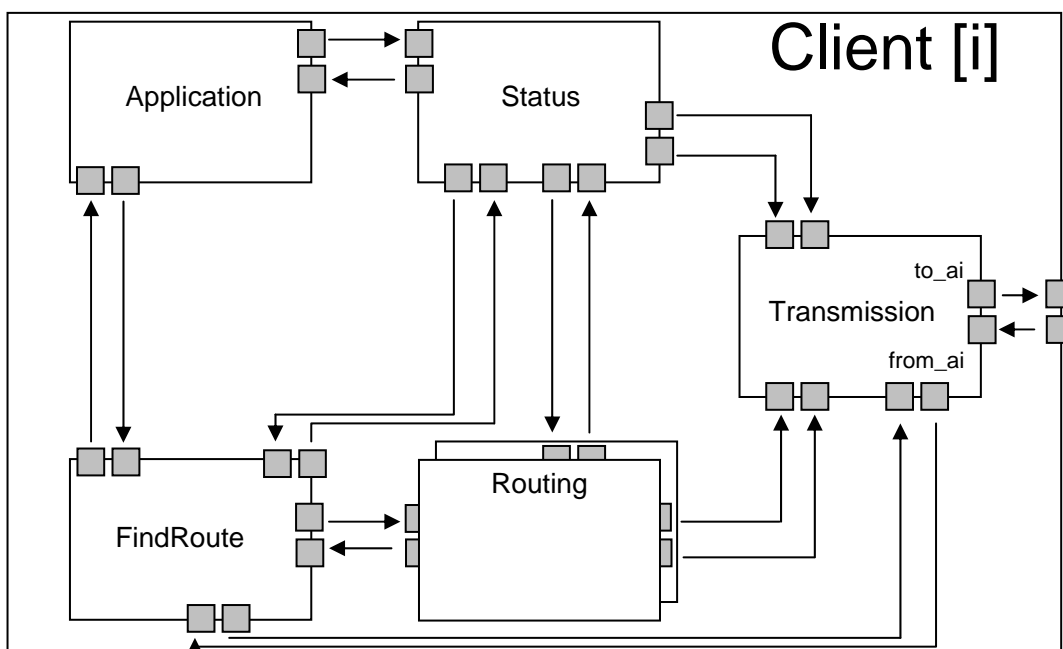 Client [i]
Application
Status
to_ai
Transmission
from_ai
Routing
FindRoute